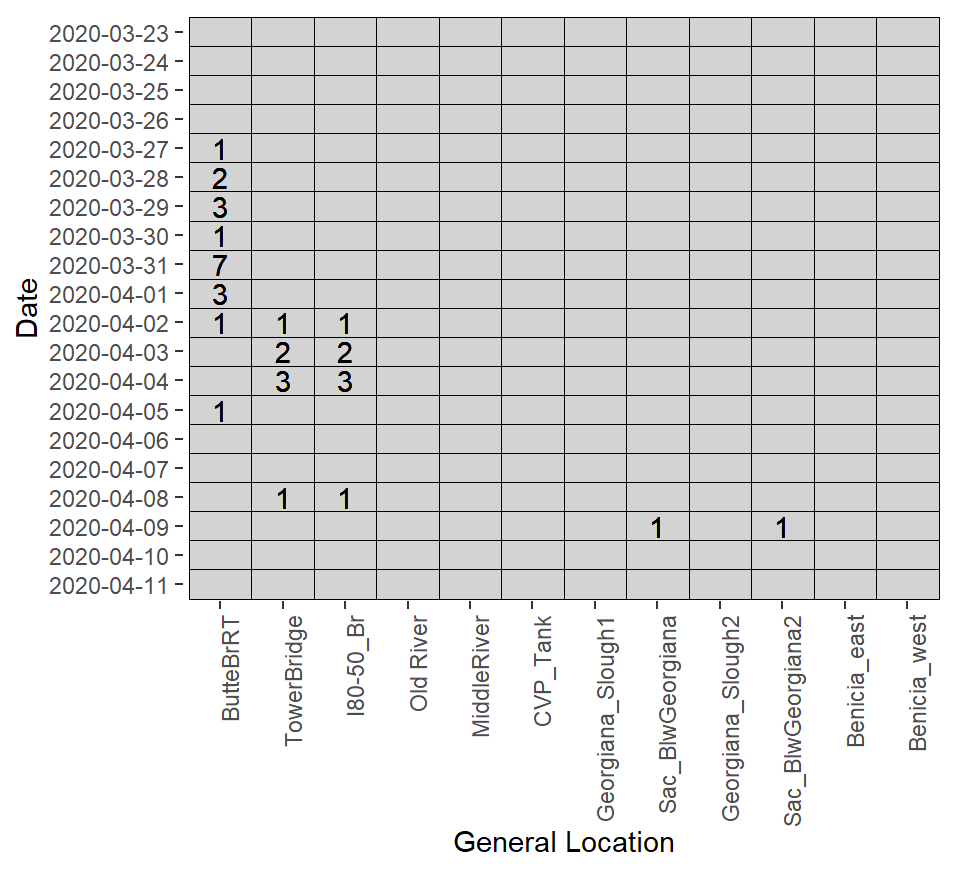 2020-03-23
2020-03-24
2020-03-25
2020-03-26
2020-03-27 1
2020-03-28 2
2020-03-29 3
2020-03-30 1
2020-03-31 7
2020-04-01 3
2020-04-02 1 1 1
2020-04-03 2 2
2020-04-04 3 3
2020-04-05 1
2020-04-06
2020-04-07
2020-04-08 1 1
2020-04-09 1 1
2020-04-10
2020-04-11
Date
ButteBrRT
TowerBridge
I80-50_Br
Old River
MiddleRiver
CVP_Tank
Georgiana_Slough1
Sac_BlwGeorgiana
Georgiana_Slough2
Sac_BlwGeorgiana2
Benicia_east
Benicia_west
General Location